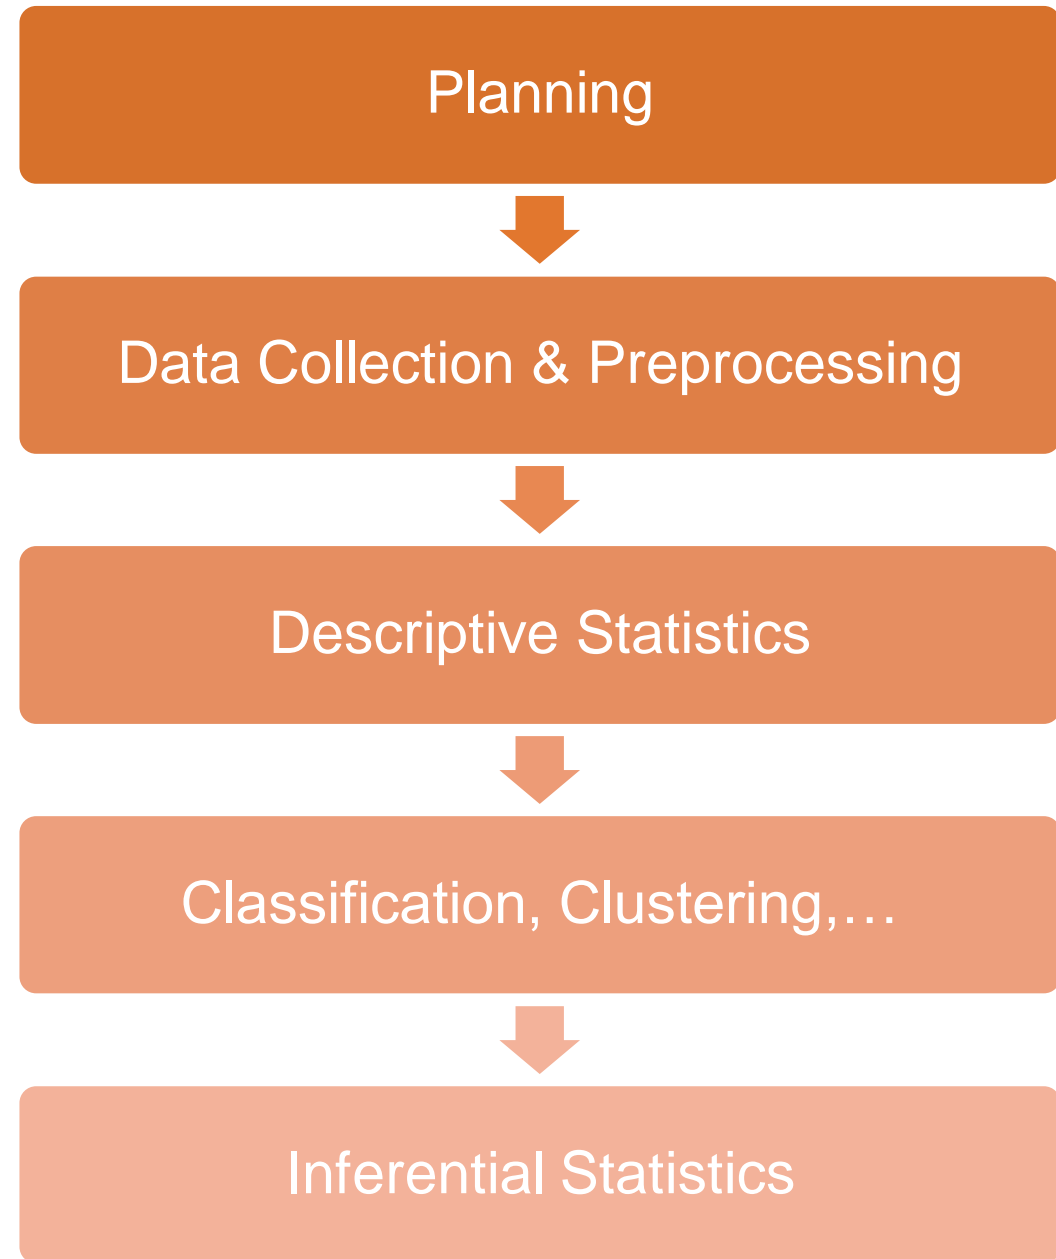 Planning
Data Collection & Preprocessing
Descriptive Statistics
Classification, Clustering,…
Inferential Statistics